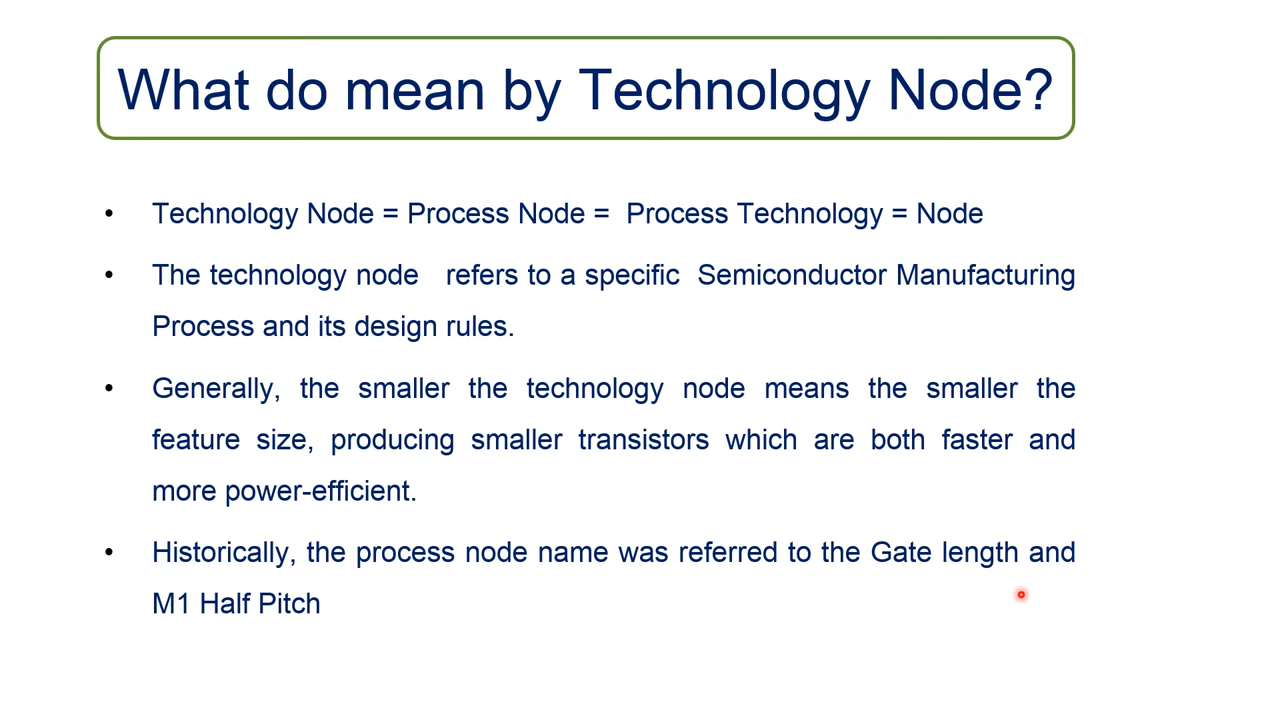 What do mean by Technology Node?
• Technology Node = Process Node = Process Technology = Node
• The technology node refers to a specific Semiconductor Manufacturing
Process and its design rules.
• Generally, the smaller the technology node means the smaller the
feature size, producing smaller transistors which are both faster and
more power-efficient.
• Historically, the process node name was referred to the Gate length and
M1 Half Pitch